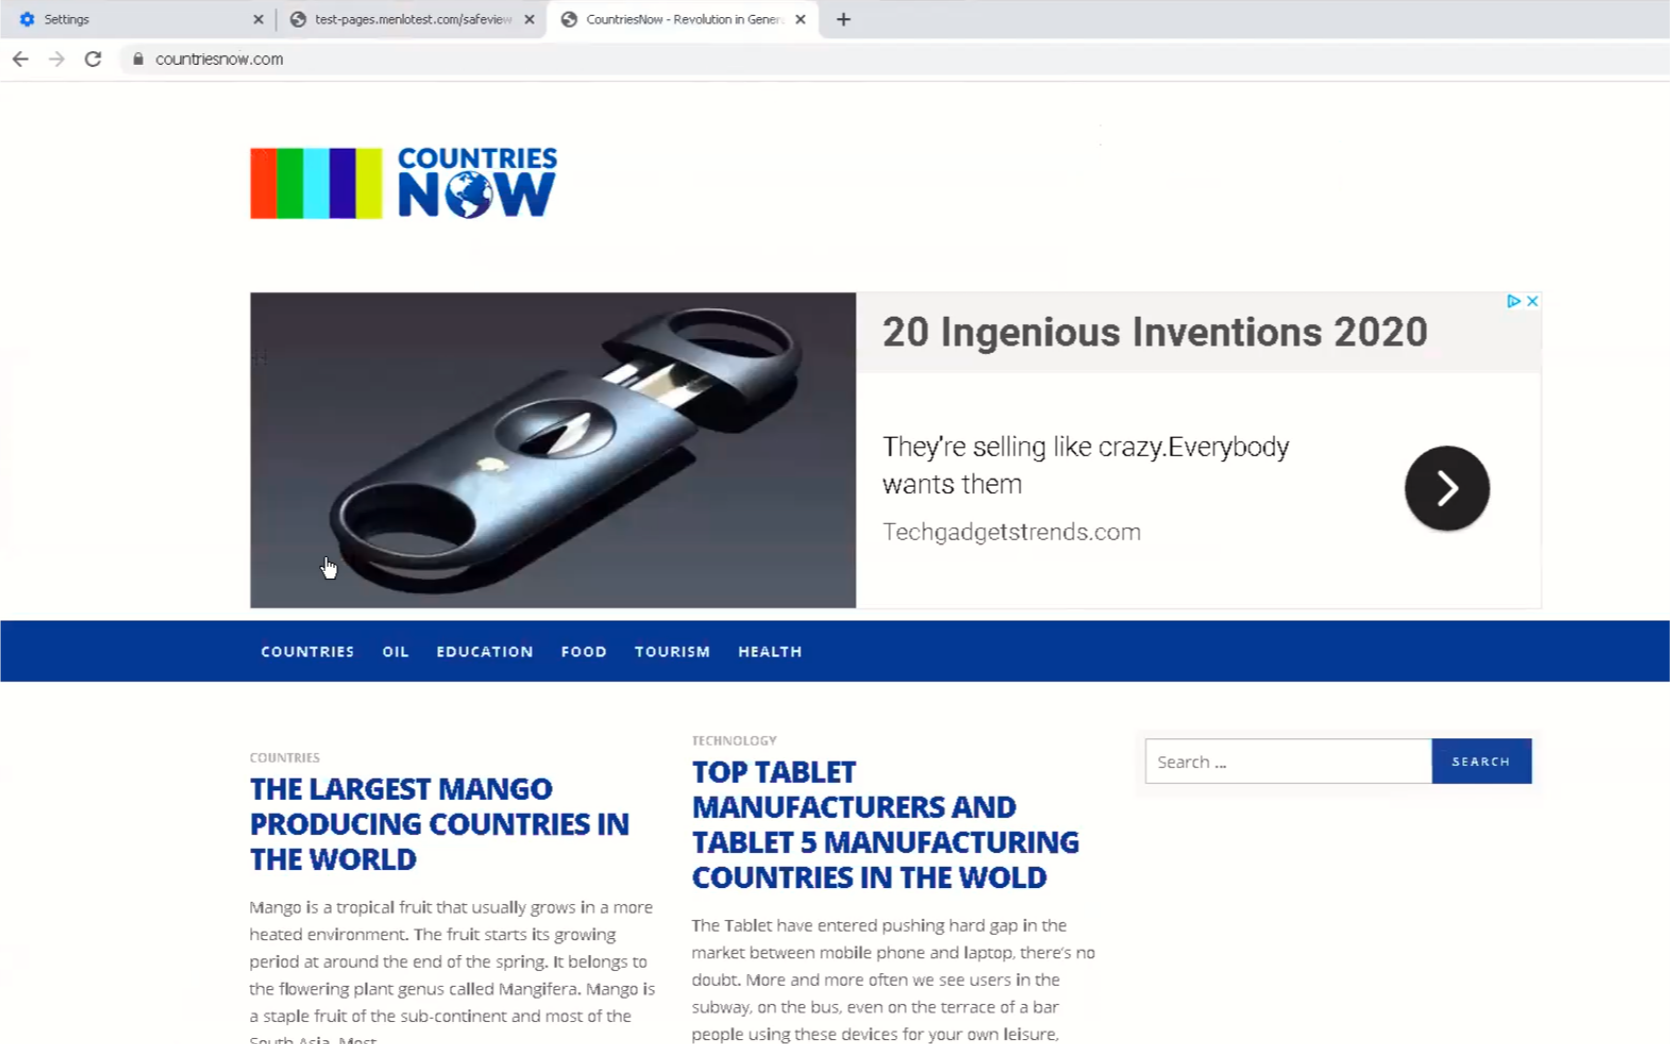 Settings
test-pages.menlotest.com/safeview
CountriesNow - Revolution in Gener
countriesnow.com
COUNTRIES
NOW
20 Ingenious Inventions 2020
They're selling like crazy.Everybody
wants them
Techgadgetstrends.com
COUNTRIES OIL EDUCATION FOOD TOURISM HEALTH
COUNTRIES
THE LARGEST MANGO
PRODUCING COUNTRIES IN
THE WORLD
Mango is a tropical fruit that usually grows in a more
heated environment. The fruit starts its growing
period at around the end of the spring. It belongs to
the flowering plant genus called Mangifera. Mango is
a staple fruit of the sub-continent and most of the
South Asia. Most
TECHNOLOGY
TOP TABLET
MANUFACTURERS AND
TABLET 5 MANUFACTURING
COUNTRIES IN THE WOLD
The Tablet have entered pushing hard gap in the
market between mobile phone and laptop, there's no
doubt. More and more often we see users in the
subway, on the bus, even on the terrace of a bar
people using these devices for your own leisure,
Search ...
SEARCH